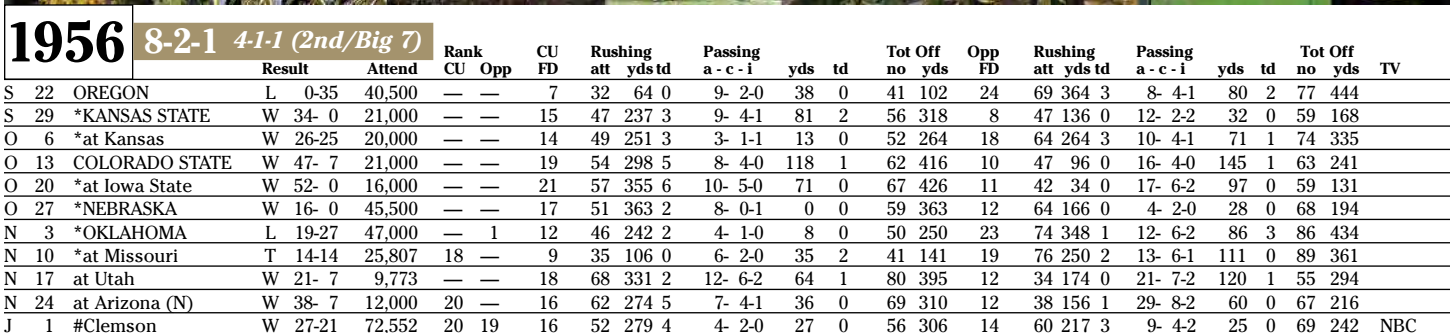 1956 8-2-1 4-1-1 (2nd/Big 7)
Rank CU Rushing Passing Tot Off Opp Rushing Passing Tot Off
Result Attend CU Opp FD att yds td a - c - i yds td no yds FD att yds td a - c - i yds td no yds TV
S 22 OREGON L 0-35 40,500 — — 7 32 64 0 9- 2-0 38 0 41 102 24 69 364 3 8- 4-1 80 2 77 444
S 29 *KANSAS STATE W 34- 0 21,000 — — 15 47 237 3 9- 4-1 81 2 56 318 8 47 136 0 12- 2-2 32 0 59 168
O 6 *at Kansas W 26-25 20,000 — — 14 49 251 3 3- 1-1 13 0 52 264 18 64 264 3 10- 4-1 71 1 74 335
O 13 COLORADO STATE W 47- 7 21,000 — — 19 54 298 5 8- 4-0 118 1 62 416 10 47 96 0 16- 4-0 145 1 63 241
O 20 *at Iowa State W 52- 0 16,000 — — 21 57 355 6 10- 5-0 71 0 67 426 11 42 34 0 17- 6-2 97 0 59 131
O 27 *NEBRASKA W 16- 0 45,500 — — 17 51 363 2 8- 0-1 0 0 59 363 12 64 166 0 4- 2-0 28 0 68 194
N 3 *OKLAHOMA L 19-27 47,000 — 1 12 46 242 2 4- 1-0 8 0 50 250 23 74 348 1 12- 6-2 86 3 86 434
N 10 *at Missouri T 14-14 25,807 18 — 9 35 106 0 6- 2-0 35 2 41 141 19 76 250 2 13- 6-1 111 0 89 361
N 17 at Utah W 21- 7 9,773 — — 18 68 331 2 12- 6-2 64 1 80 395 12 34 174 0 21- 7-2 120 1 55 294
N 24 at Arizona (N) W 38- 7 12,000 20 — 16 62 274 5 7- 4-1 36 0 69 310 12 38 156 1 29- 8-2 60 0 67 216
J 1 #Clemson W 27-21 72,552 20 19 16 52 279 4 4- 2-0 27 0 56 306 14 60 217 3 9- 4-2 25 0 69 242 NBC